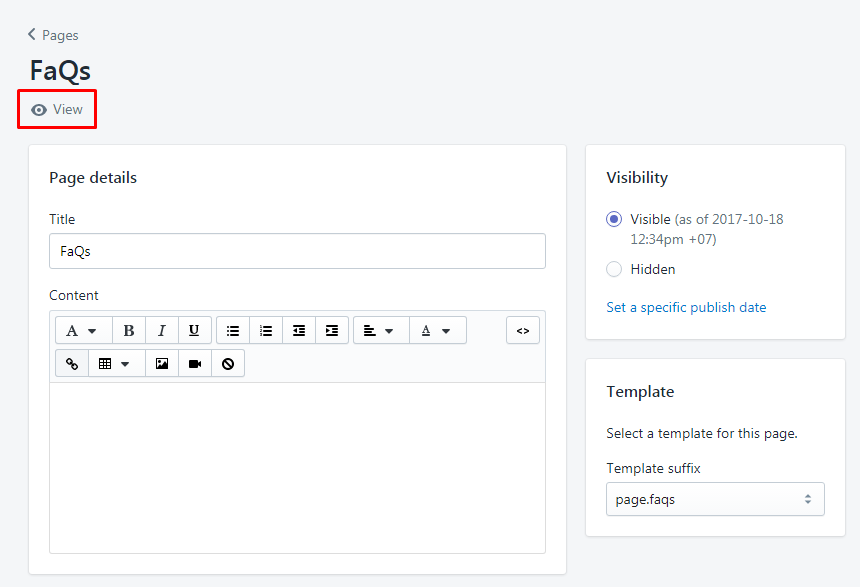 Pages
FaQs
View
Page details
Title
FaQs
Content
A B I U A <>
Visibility
Visible (as of 2017-10-18
12:34pm +07)
Hidden
Set a specific publish date
Template
Select a template for this page.
Template suffix
page.faqs